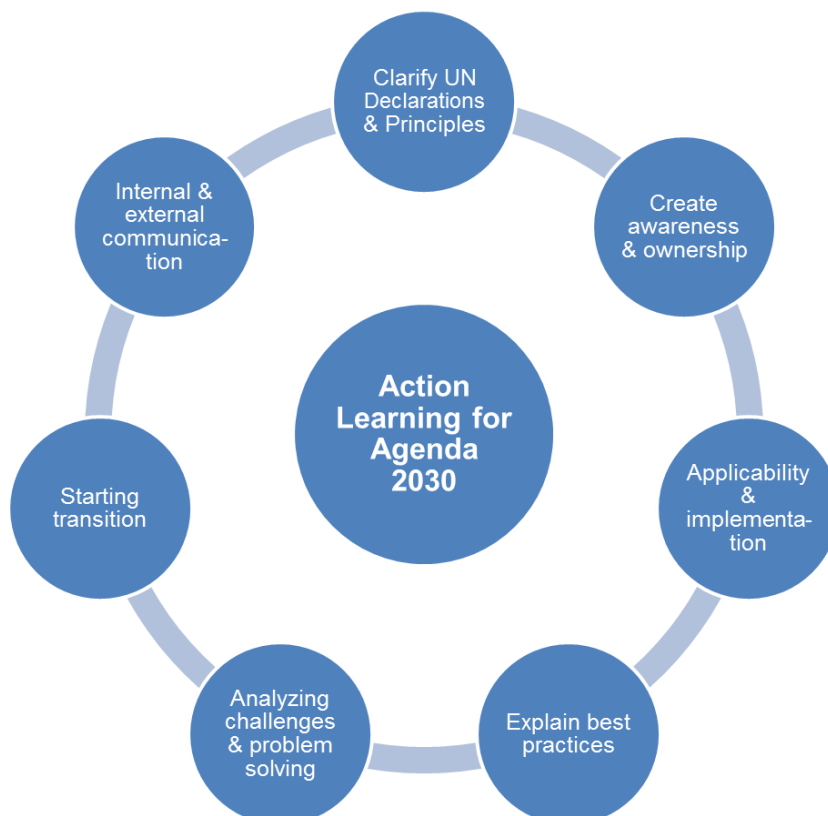 Clarify UN
Declarations
& Principles
Create
awareness
& ownership
Applicability
&
implementa-
tion
Explain best
practices
Analyzing
challenges
& problem
solving
Starting
transition
Internal &
external
communica-
tion
Action
Learning for
Agenda
2030